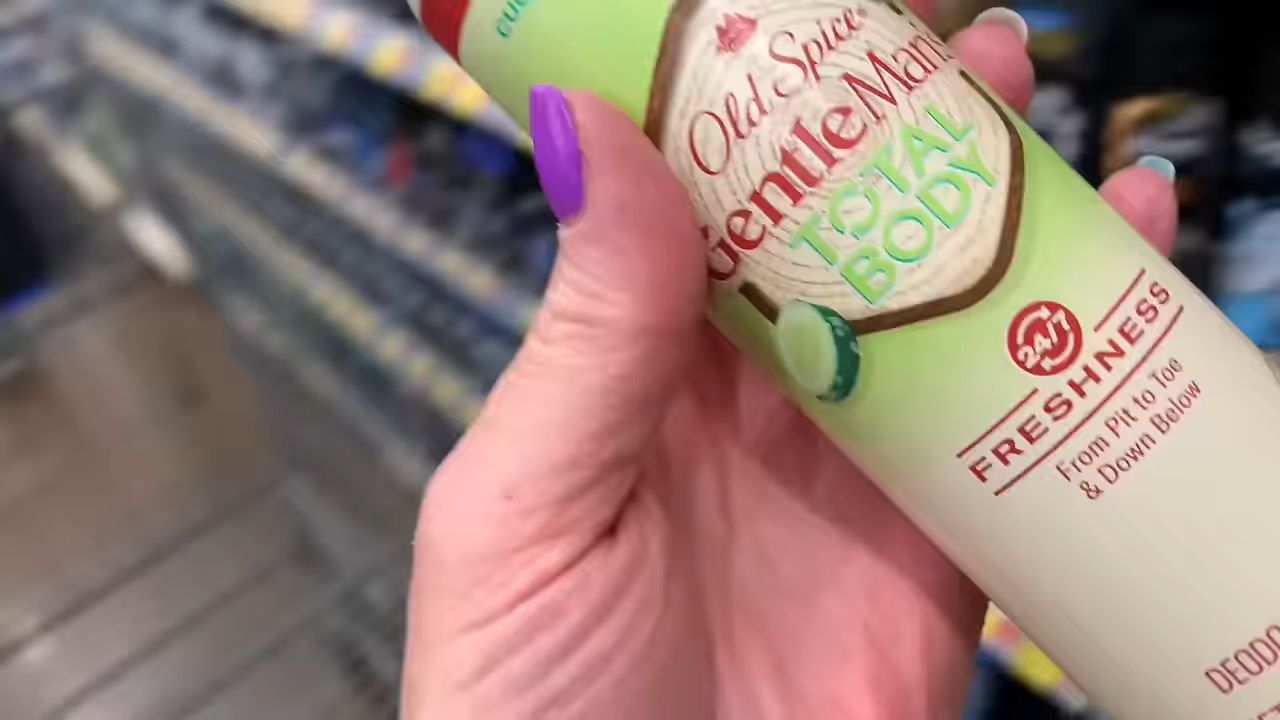 Old Spice
GentleMan's
TOTAL
BODY
24/7
FRESHNESS
From Pit to Toe
& Down Below